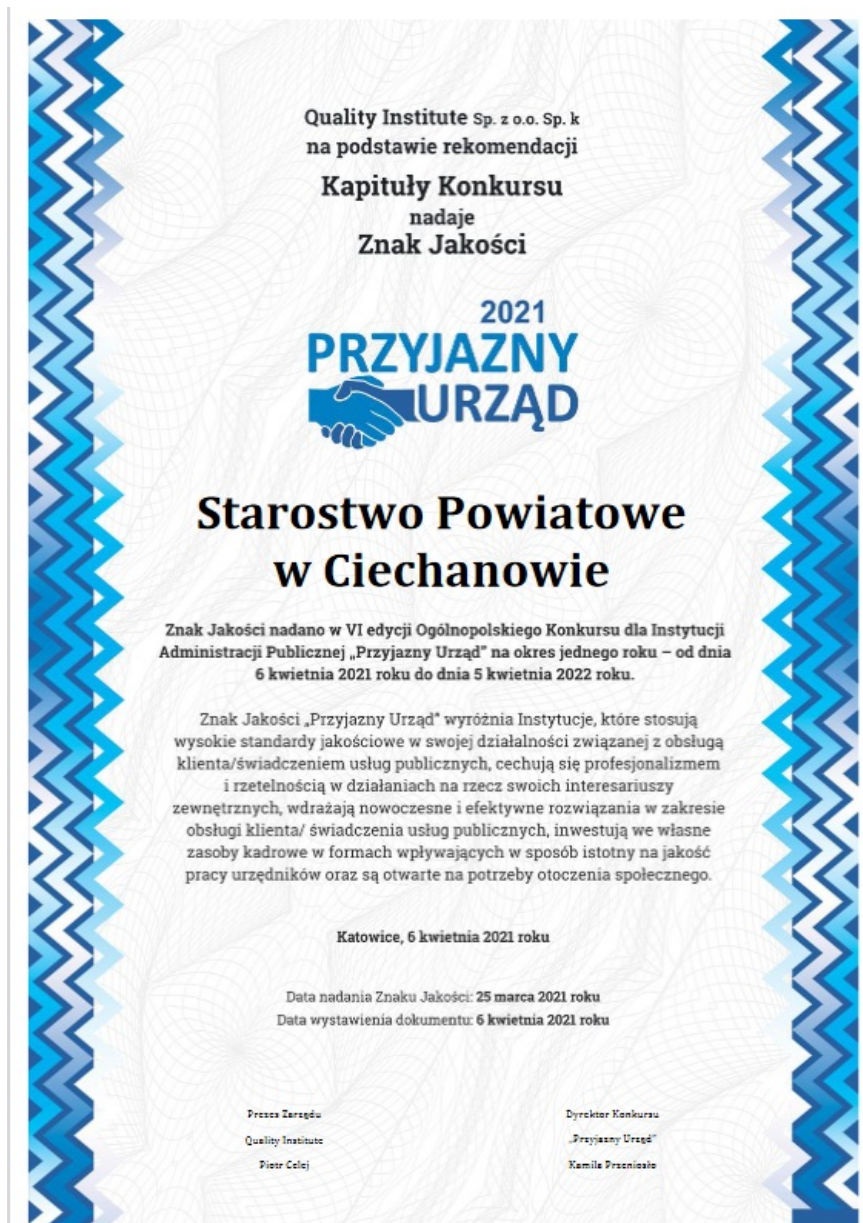 Quality Institute Sp. z o.o. Sp. k
na podstawie rekomendacji
Kapituły Konkursu
nadaje
Znak Jakości
2021
PRZYJAZNY
URZĄD
Starostwo Powiatowe
w Ciechanowie
Znak Jakości nadano w VI edycji Ogólnopolskiego Konkursu dla Instytucji
Administracji Publicznej „Przyjazny Urząd” na okres jednego roku – od dnia
6 kwietnia 2021 roku do dnia 5 kwietnia 2022 roku.
Znak Jakości „Przyjazny Urząd” wyróżnia Instytucje, które stosują
wysokie standardy jakościowe w swojej działalności związanej z obsługą
klienta/świadczeniem usług publicznych, cechują się profesjonalizmem
i rzetelnością w działaniach na rzecz swoich interesariuszy
zewnętrznych, wdrażają nowoczesne i efektywne rozwiązania w zakresie
obsługi klienta/ świadczenia usług publicznych, inwestują we własne
zasoby kadrowe w formach wpływających w sposób istotny na jakość
pracy urzędników oraz są otwarte na potrzeby otoczenia społecznego.
Katowice, 6 kwietnia 2021 roku
Data nadania Znaku Jakości: 25 marca 2021 roku
Data wystawienia dokumentu: 6 kwietnia 2021 roku
Prezes Zarządu
Quality Institute
Piotr Celej
Dyrektor Konkursu
„Przyjazny Urząd”
Kamila Przeniosło